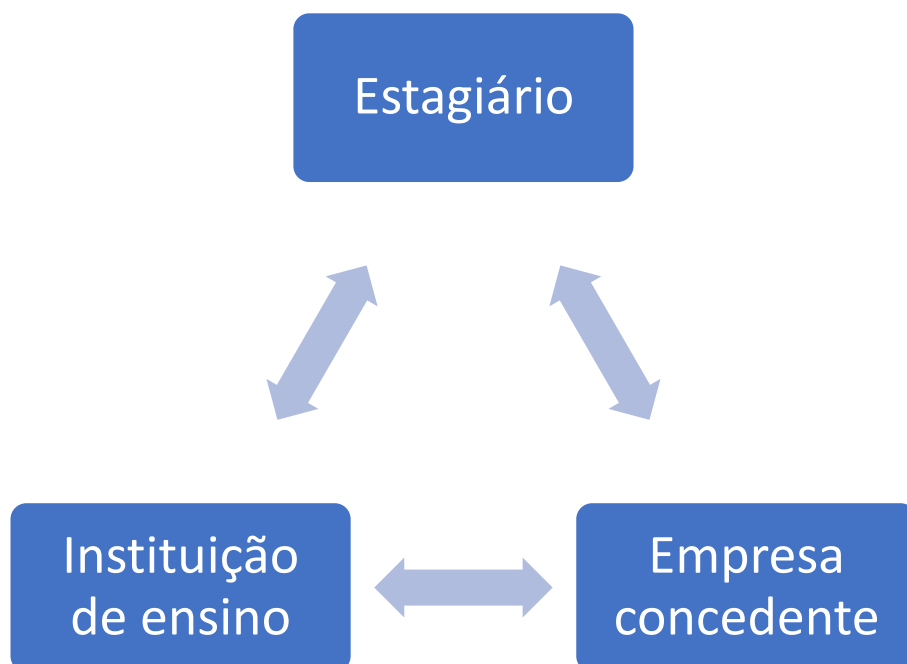 Estagiário
Instituição
de ensino
Empresa
concedente